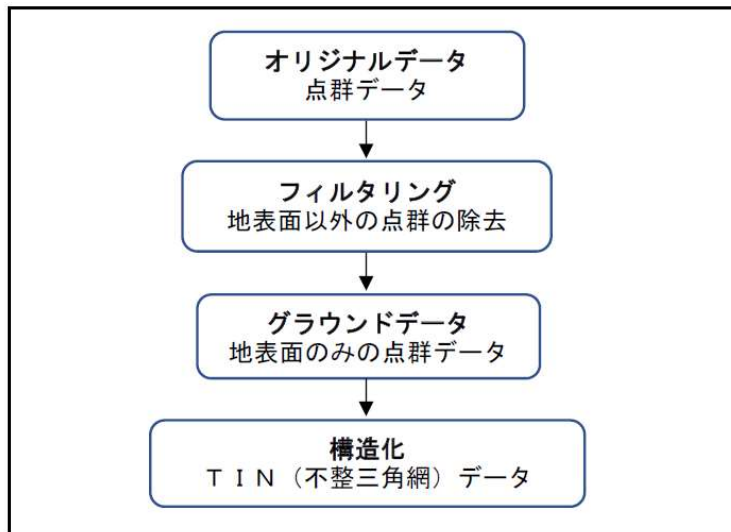 オリジナルデータ
点群データ
フィルタリング
地表面以外の点群の除去
グラウンドデータ
地表面のみの点群データ
構造化
ＴＩＮ（不整三角網）データ